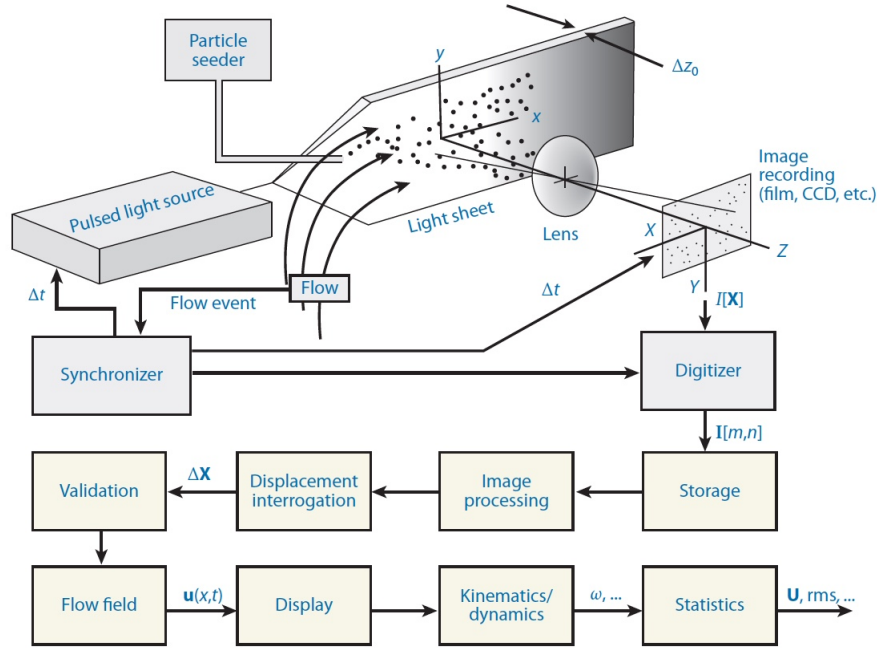 Particle
seeder
y
x
Δz₀
Image
recording
(film, CCD, etc.)
Pulsed light source
Light sheet
Lens
X
Z
Y
Δt
Flow
Flow event
Δt
I[X]
Synchronizer
Digitizer
I[m,n]
Validation
ΔX
Displacement
interrogation
Image
processing
Storage
Flow field
u(x,t)
Display
Kinematics/
dynamics
ω, ...
Statistics
U, rms, ...